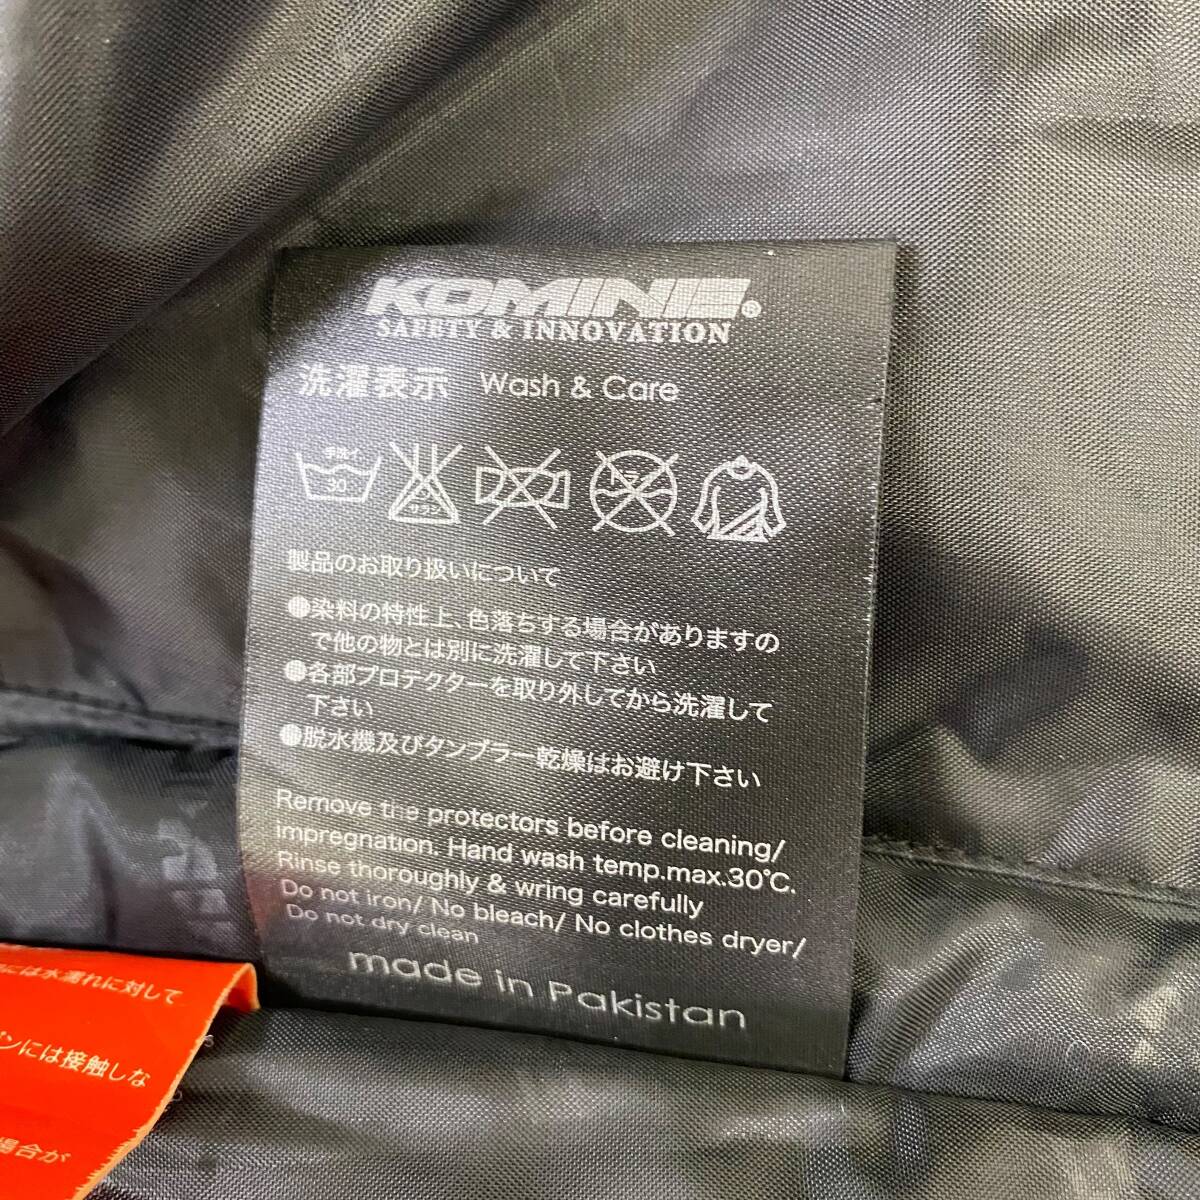 KOMINE®
SAFETY & INNOVATION
洗濯表示 Wash & Care
手洗イ
30
サラシ
ドライ
製品のお取り扱いについて
●染料の特性上、色落ちする場合がありますの
で他の物とは別に洗濯して下さい
●各部プロテクターを取り外してから洗濯して
下さい
●脱水機及びタンブラー乾燥はお避け下さい
Remove the protectors before cleaning/
impregnation. Hand wash temp.max.30℃.
Rinse thoroughly & wring carefully
Do not iron/ No bleach/ No clothes dryer/
Do not dry clean
made in Pakistan
には水濡れに対して
には接触しな
場合が